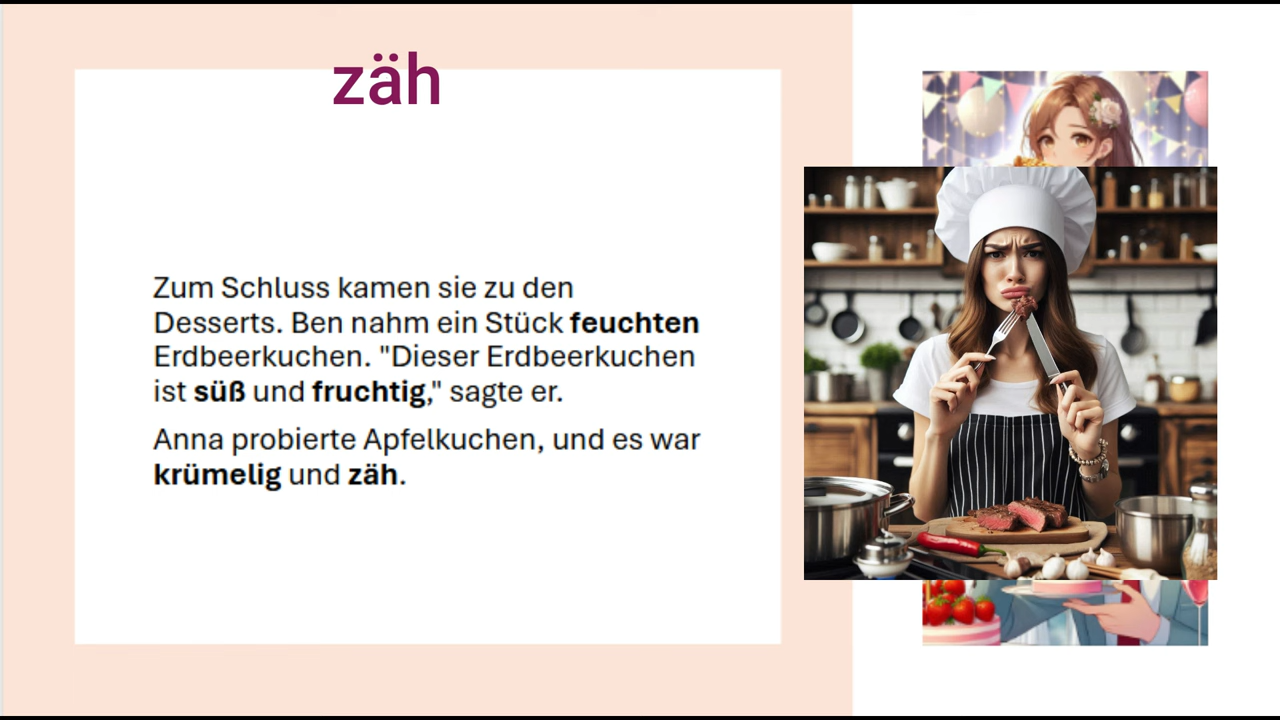 zäh
Zum Schluss kamen sie zu den
Desserts. Ben nahm ein Stück feuchten
Erdbeerkuchen. "Dieser Erdbeerkuchen
ist süß und fruchtig," sagte er.
Anna probierte Apfelkuchen, und es war
krümelig und zäh.